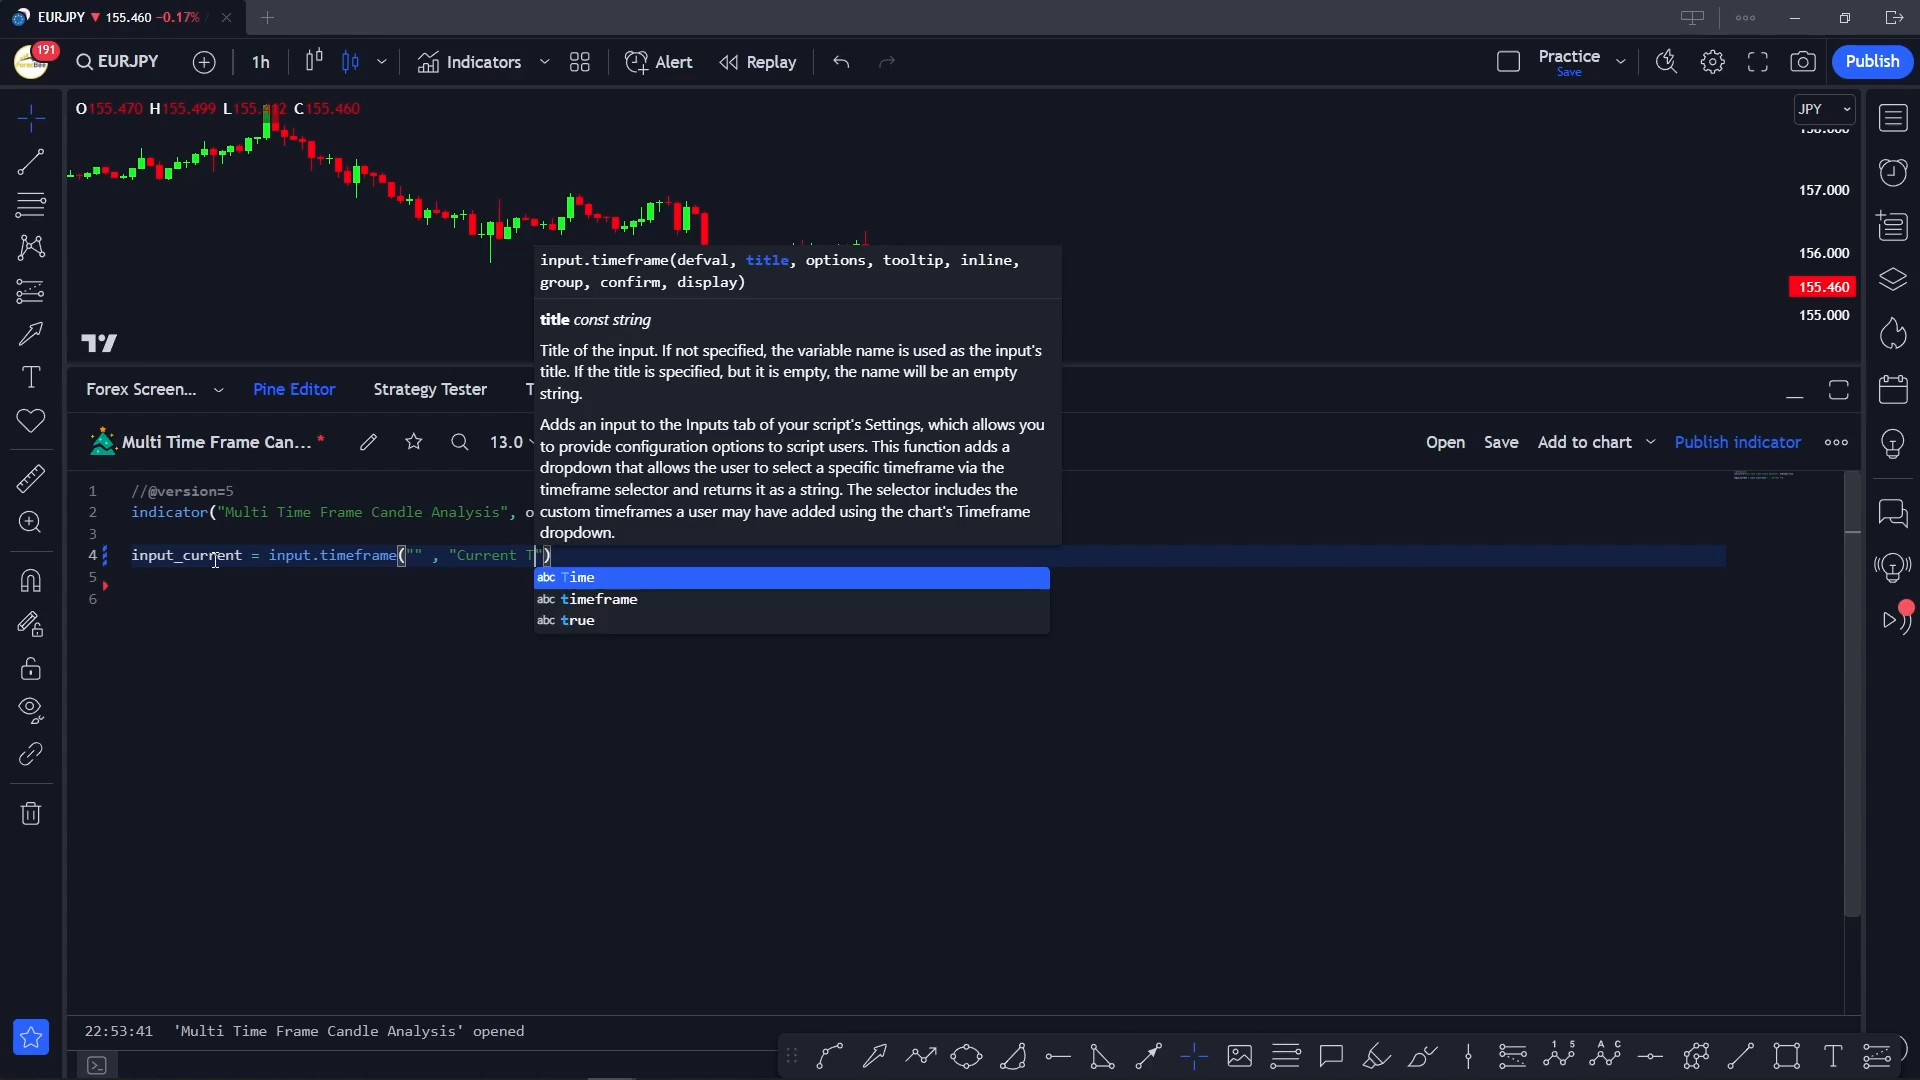 EURJPY ▼ 155.460 -0.17% /
191
EURJPY
1h
Indicators
Alert
Replay
Practice
Save
Publish
O155.470 H155.499 L155. C155.460
JPY
158.000
157.000
156.000
155.460
155.000
input.timeframe(defval, title, options, tooltip, inline,
group, confirm, display)
title const string
Title of the input. If not specified, the variable name is used as the input's
title. If the title is specified, but it is empty, the name will be an empty
string.
Adds an input to the Inputs tab of your script's Settings, which allows you
to provide configuration options to script users. This function adds a
dropdown that allows the user to select a specific timeframe via the
timeframe selector and returns it as a string. The selector includes the
custom timeframes a user may have added using the chart's Timeframe
dropdown.
Forex Screen...
Pine Editor
Strategy Tester
T
Multi Time Frame Can... *
13.0
Open
Save
Add to chart
Publish indicator
1 //@version=5
2 indicator("Multi Time Frame Candle Analysis", o
3
4 input_current = input.timeframe("" , "Current T")
5
6
abc Time
abc timeframe
abc true
22:53:41 'Multi Time Frame Candle Analysis' opened